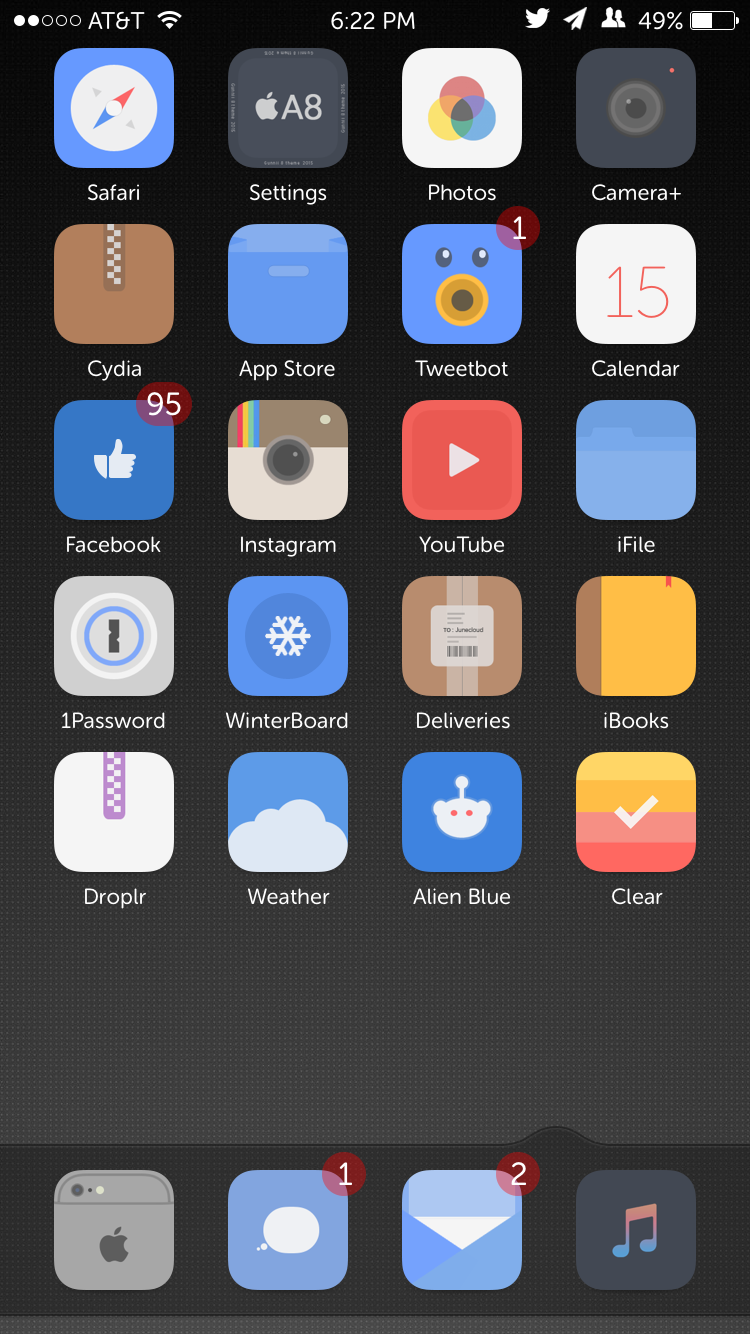 AT&T 6:22 PM 49%
A8
Safari Settings Photos Camera+
1
15
Cydia App Store Tweetbot Calendar
95
Facebook Instagram YouTube iFile
TO : Junecloud
1Password WinterBoard Deliveries iBooks
Droplr Weather Alien Blue Clear
1 2